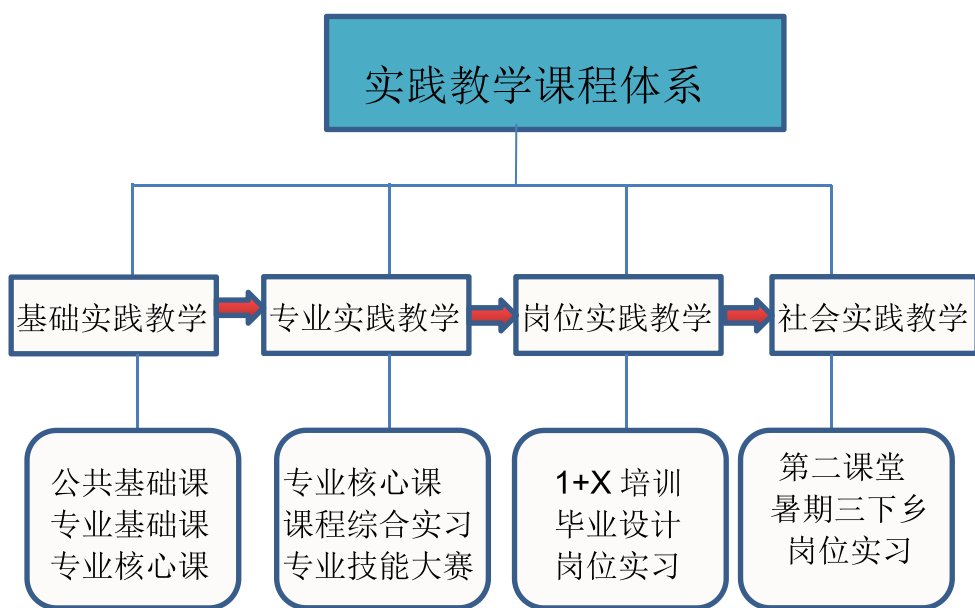 实践教学课程体系
基础实践教学
专业实践教学
岗位实践教学
社会实践教学
公共基础课
专业基础课
专业核心课
专业核心课
课程综合实习
专业技能大赛
1+X 培训
毕业设计
岗位实习
第二课堂
暑期三下乡
岗位实习